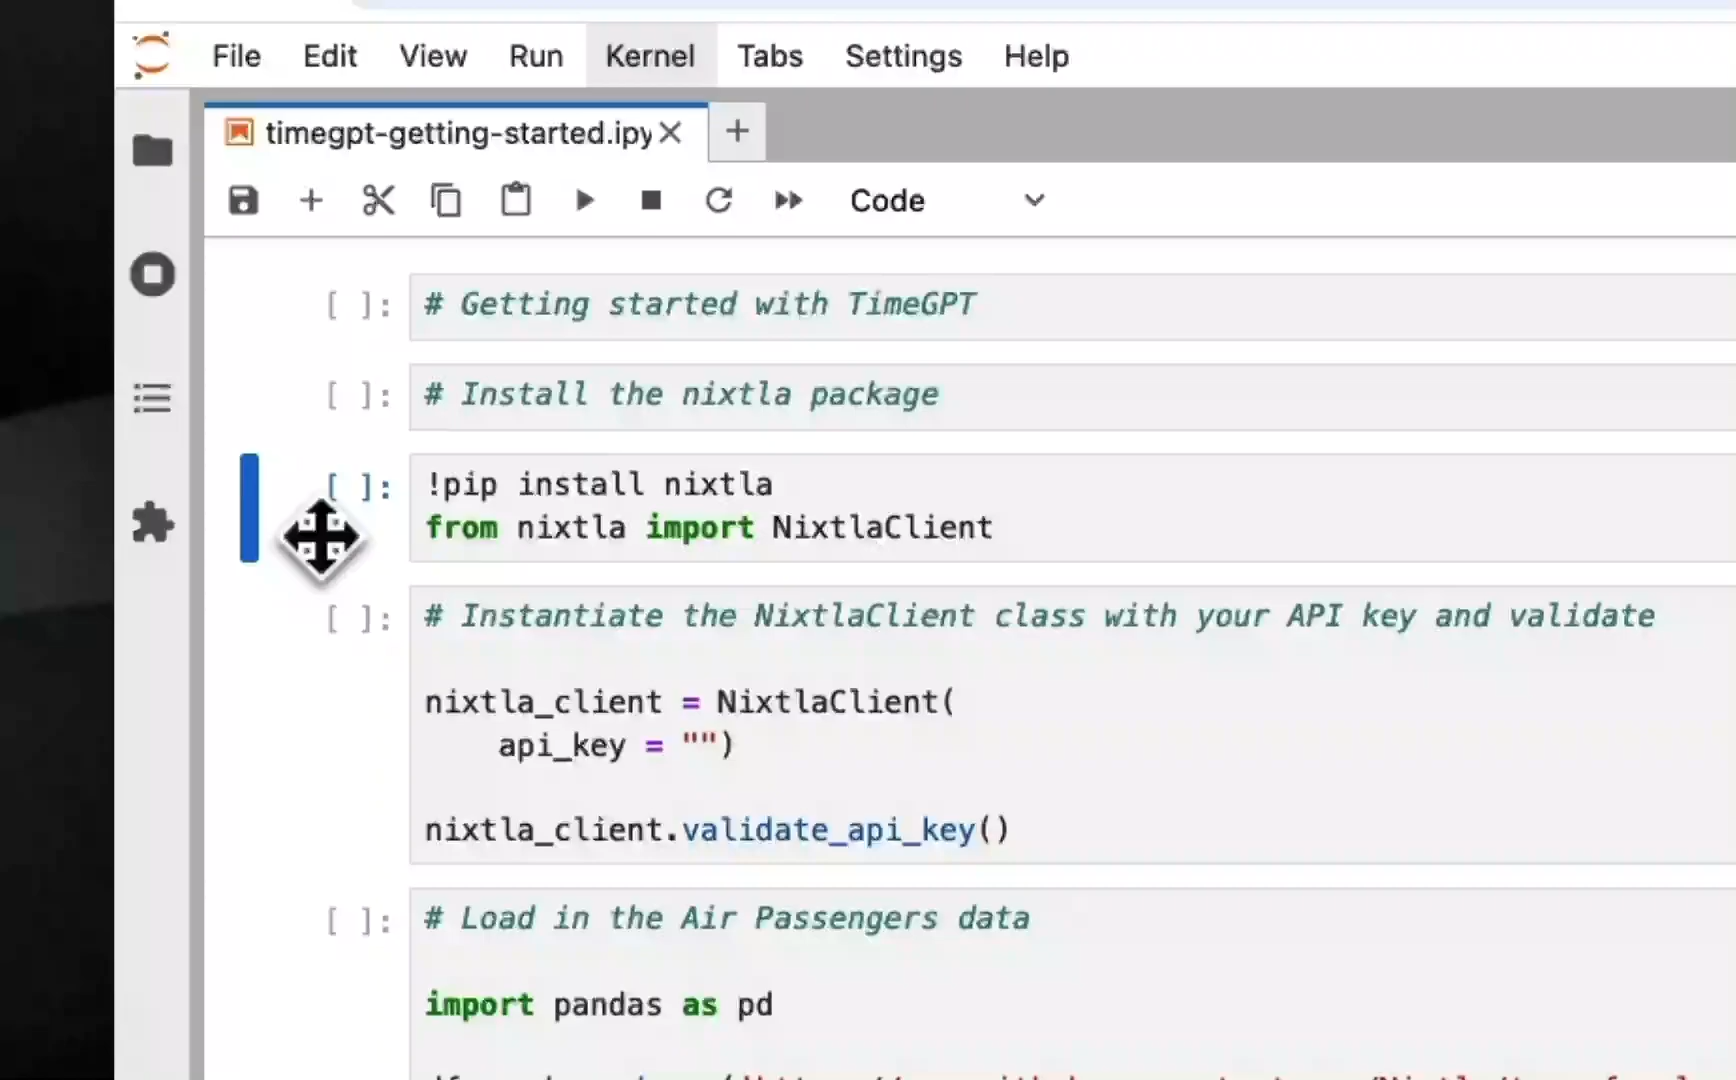 File Edit View Run Kernel Tabs Settings Help
timegpt-getting-started.ipy
Code
[ ]: # Getting started with TimeGPT
[ ]: # Install the nixtla package
[ ]: !pip install nixtla
from nixtla import NixtlaClient
[ ]: # Instantiate the NixtlaClient class with your API key and validate
nixtla_client = NixtlaClient(
api_key = "")
nixtla_client.validate_api_key()
[ ]: # Load in the Air Passengers data
import pandas as pd